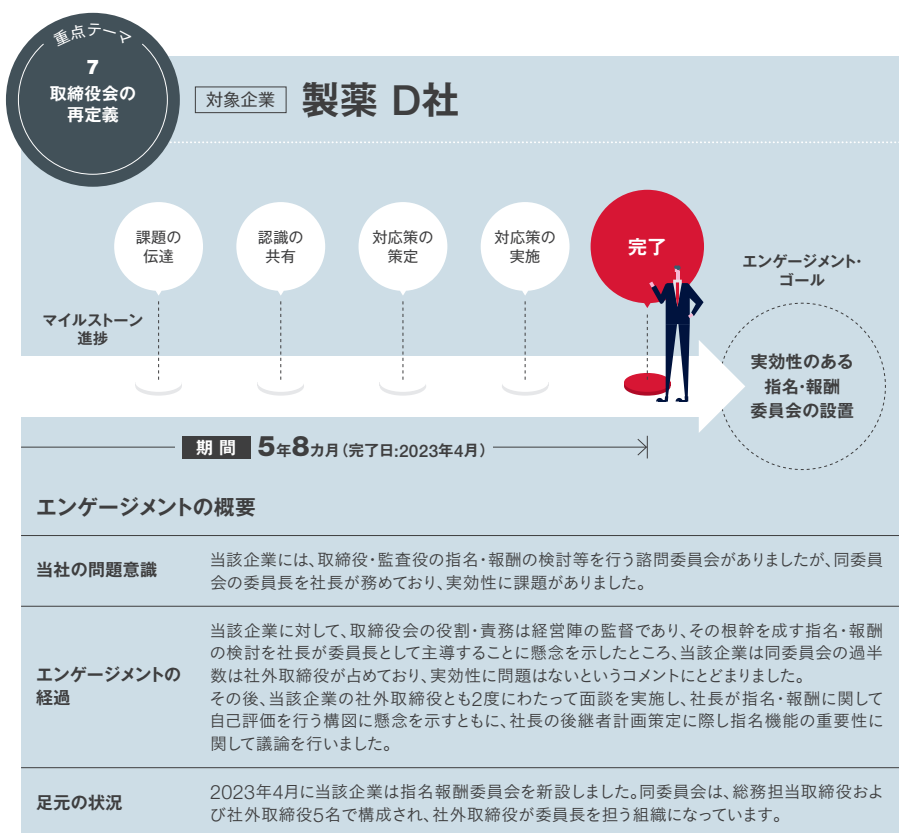 重点テーマ
7
取締役会の
再定義
対象企業 製薬 D社
課題の
伝達
認識の
共有
対応策の
策定
対応策の
実施
完了
エンゲージメント・
ゴール
マイルストーン
進捗
実効性のある
指名・報酬
委員会の設置
期間 5年8カ月(完了日:2023年4月)
エンゲージメントの概要
当社の問題意識
当該企業には、取締役・監査役の指名・報酬の検討等を行う諮問委員会がありましたが、同委員
会の委員長を社長が務めており、実効性に課題がありました。
エンゲージメントの
経過
当該企業に対して、取締役会の役割・責務は経営陣の監督であり、その根幹を成す指名・報酬
の検討を社長が委員長として主導することに懸念を示したところ、当該企業は同委員会の過半
数は社外取締役が占めており、実効性に問題はないというコメントにとどまりました。
その後、当該企業の社外取締役とも2度にわたって面談を実施し、社長が指名・報酬に関して
自己評価を行う構図に懸念を示すともに、社長の後継者計画策定に際し指名機能の重要性に
関して議論を行いました。
足元の状況
2023年4月に当該企業は指名報酬委員会を新設しました。同委員会は、総務担当取締役およ
び社外取締役5名で構成され、社外取締役が委員長を担う組織になっています。